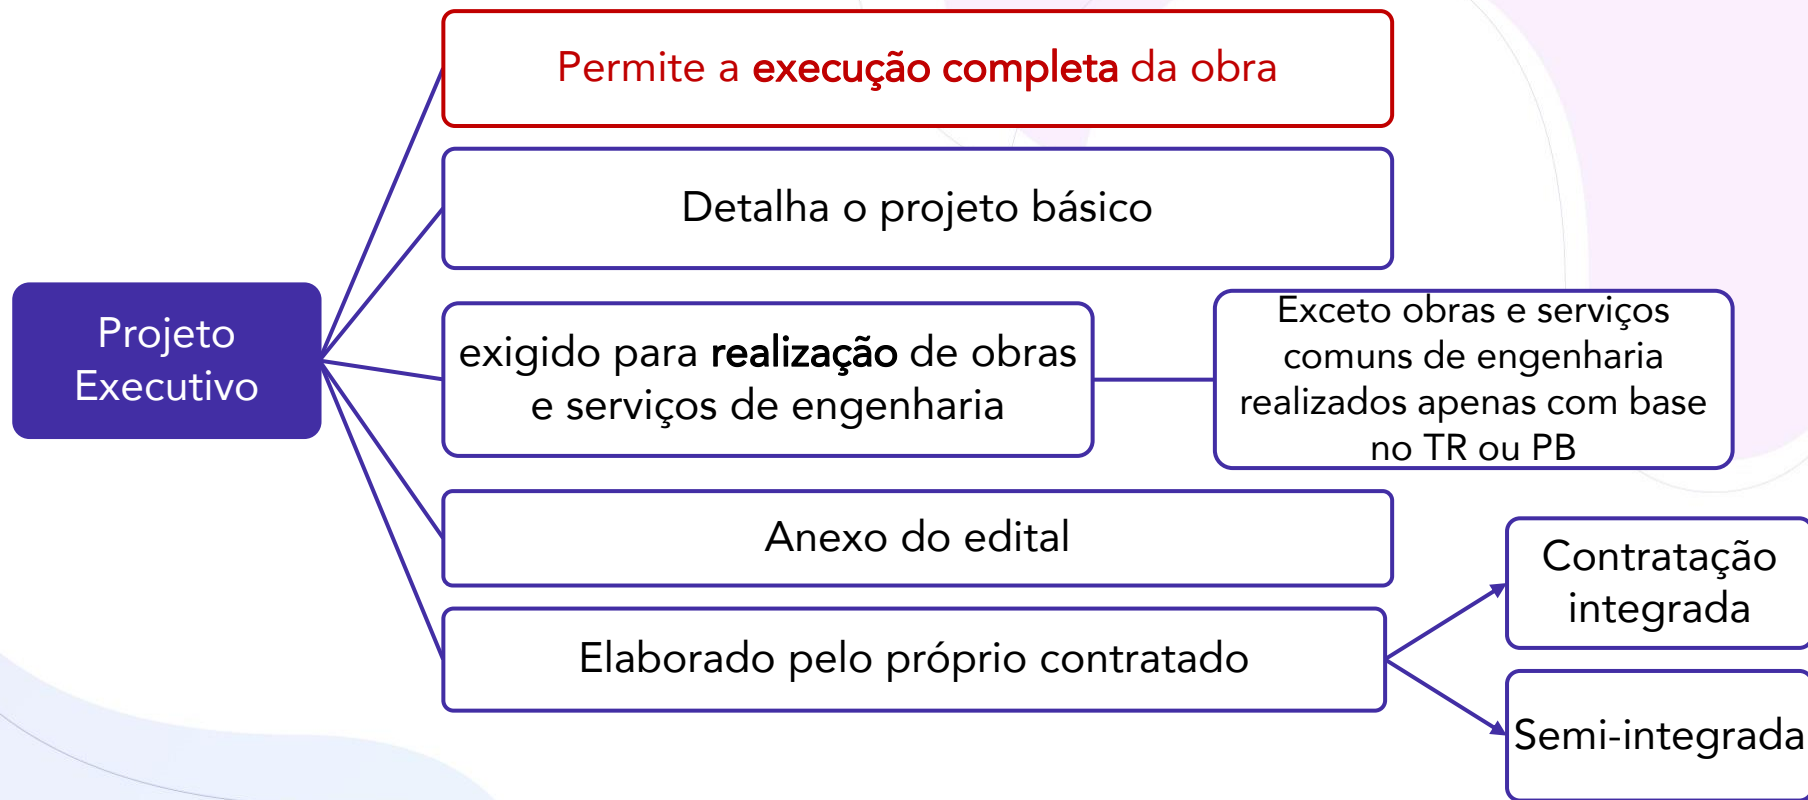 Permite a execução completa da obra
Detalha o projeto básico
Projeto
Executivo
exigido para realização de obras
e serviços de engenharia
Exceto obras e serviços
comuns de engenharia
realizados apenas com base
no TR ou PB
Anexo do edital
Elaborado pelo próprio contratado
Contratação
integrada
Semi-integrada